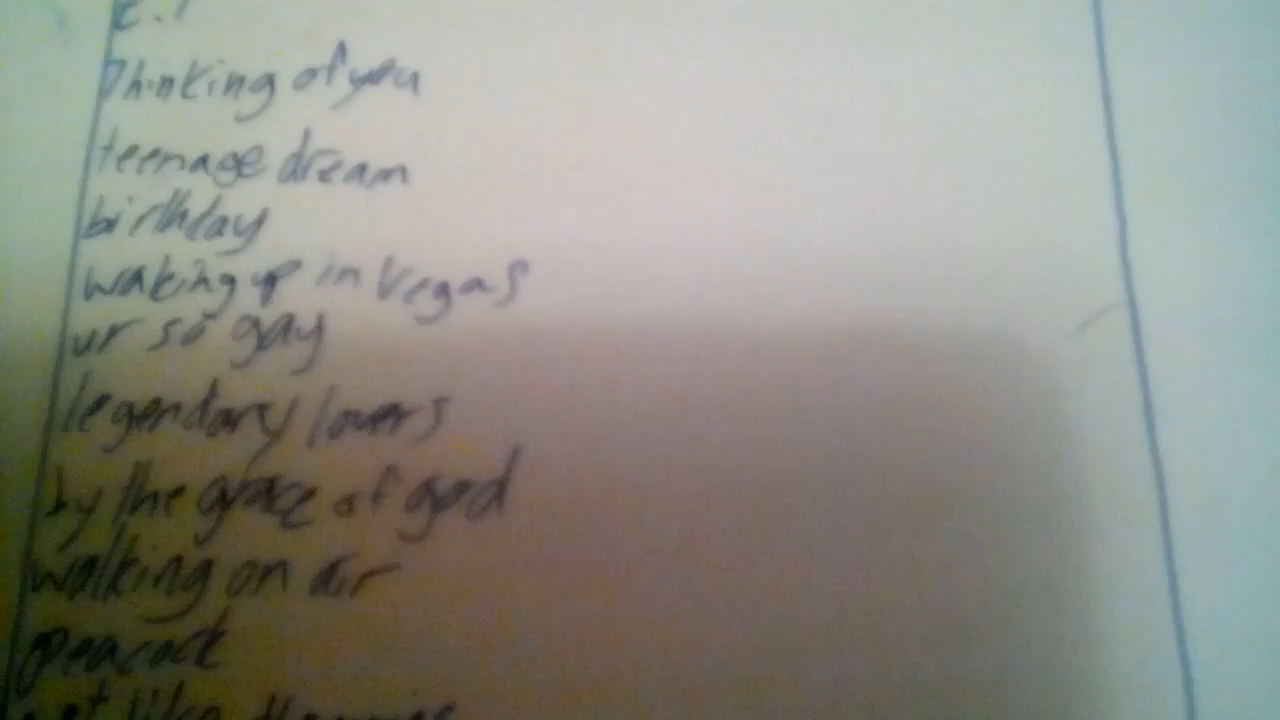 E.T
Thinking of you
teenage dream
birthday
waking up in Vegas
ur so gay
legendary lovers
by the grace of god
walking on air
peacock